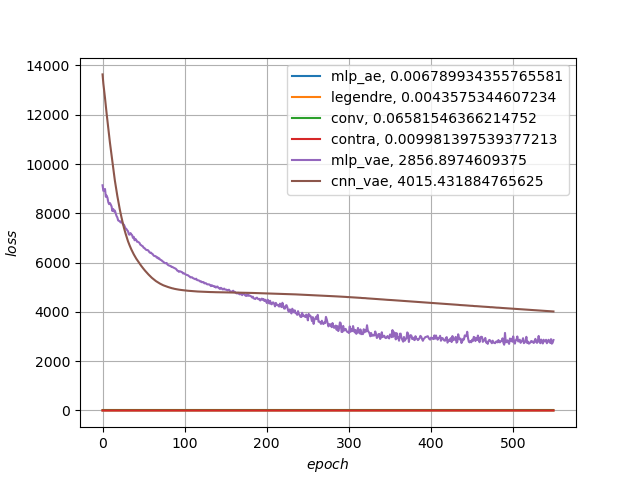 14000
12000
10000
8000
6000
4000
2000
0
loss
mlp_ae, 0.006789934355765581
legendre, 0.0043575344607234
conv, 0.06581546366214752
contra, 0.009981397539377213
mlp_vae, 2856.8974609375
cnn_vae, 4015.431884765625
0 100 200 300 400 500
epoch